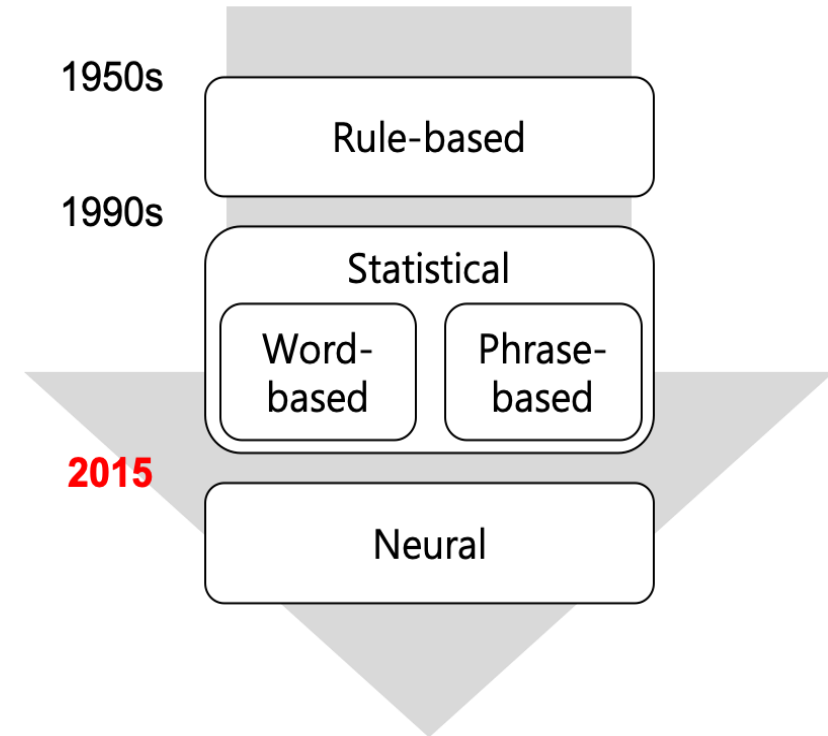 1950s
Rule-based
1990s
Statistical
Word-
based
Phrase-
based
2015
Neural